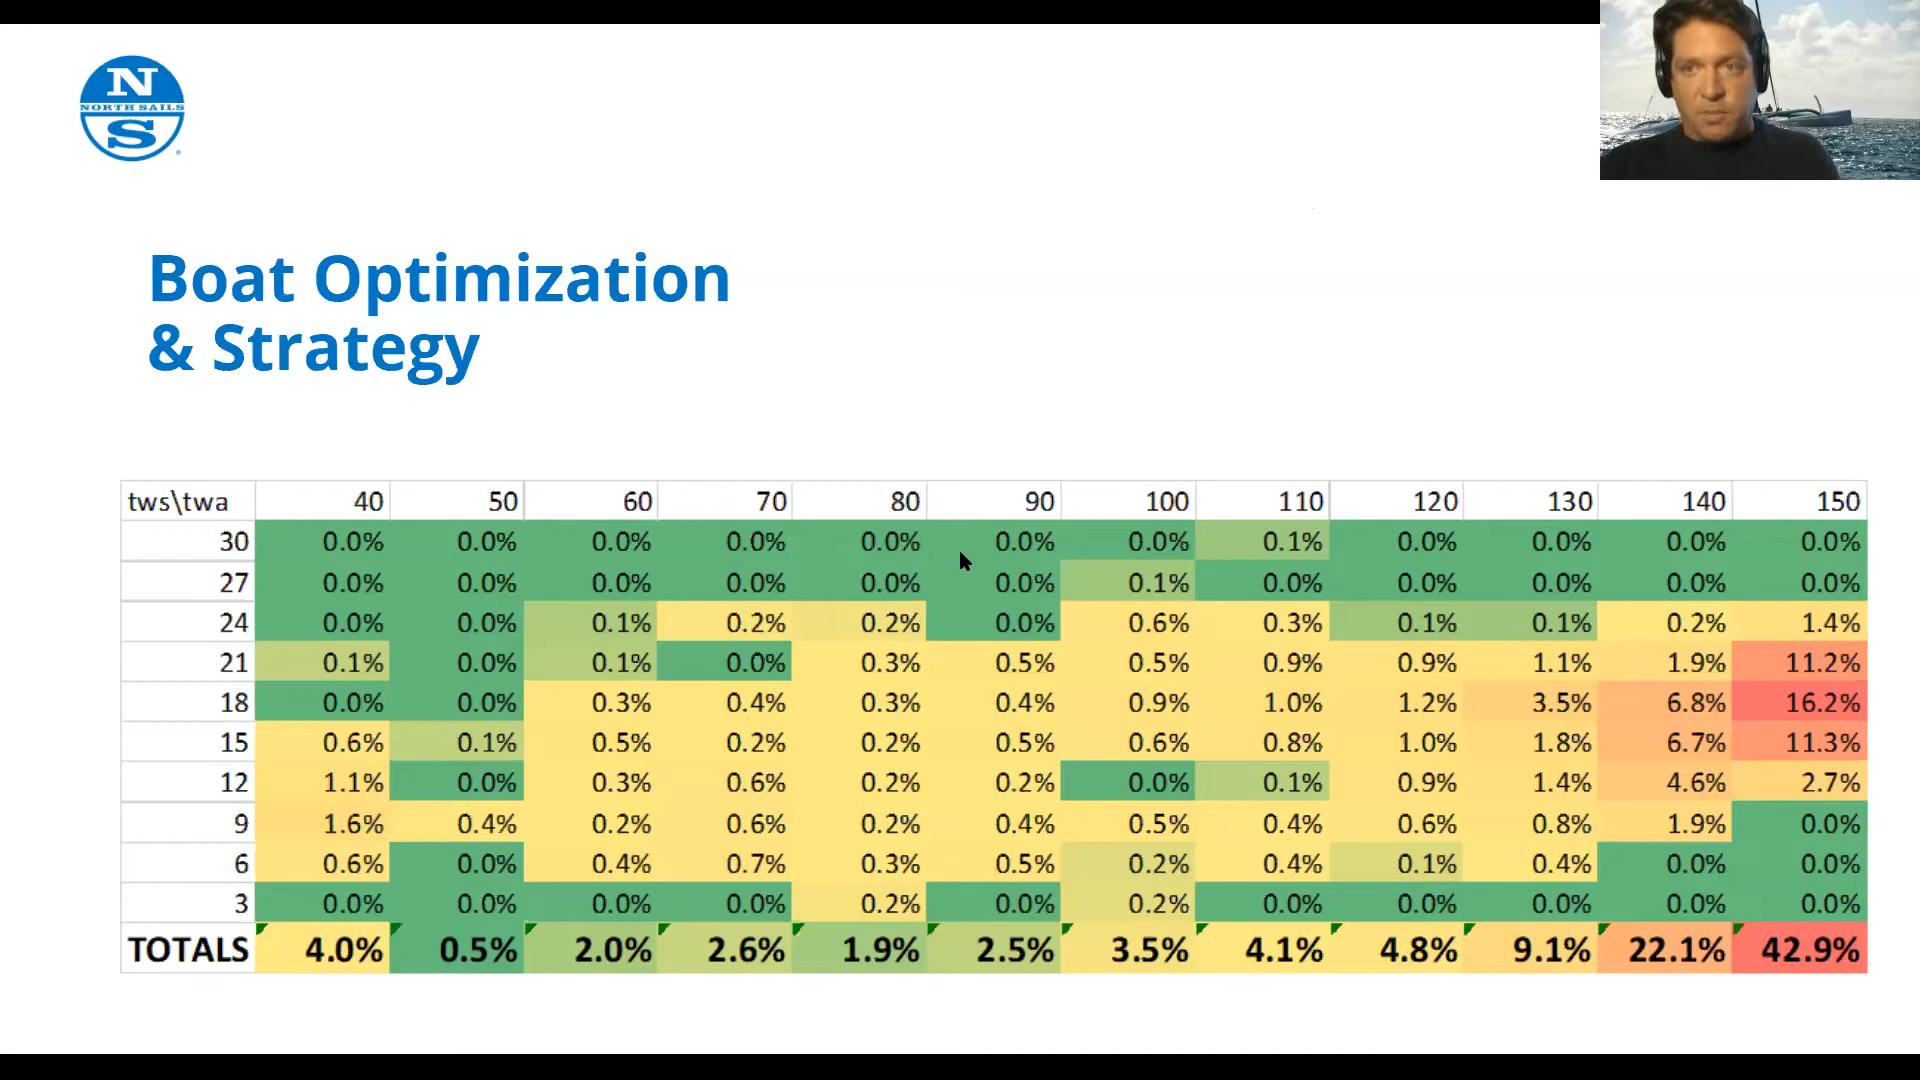 N
NORTH SAILS
S
Boat Optimization
& Strategy
tws\twa 40 50 60 70 80 90 100 110 120 130 140 150
30 0.0% 0.0% 0.0% 0.0% 0.0% 0.0% 0.0% 0.1% 0.0% 0.0% 0.0% 0.0%
27 0.0% 0.0% 0.0% 0.0% 0.0% 0.0% 0.1% 0.0% 0.0% 0.0% 0.0% 0.0%
24 0.0% 0.0% 0.1% 0.2% 0.2% 0.0% 0.6% 0.3% 0.1% 0.1% 0.2% 1.4%
21 0.1% 0.0% 0.1% 0.0% 0.3% 0.5% 0.5% 0.9% 0.9% 1.1% 1.9% 11.2%
18 0.0% 0.0% 0.3% 0.4% 0.3% 0.4% 0.9% 1.0% 1.2% 3.5% 6.8% 16.2%
15 0.6% 0.1% 0.5% 0.2% 0.2% 0.5% 0.6% 0.8% 1.0% 1.8% 6.7% 11.3%
12 1.1% 0.0% 0.3% 0.6% 0.2% 0.2% 0.0% 0.1% 0.9% 1.4% 4.6% 2.7%
9 1.6% 0.4% 0.2% 0.6% 0.2% 0.4% 0.5% 0.4% 0.6% 0.8% 1.9% 0.0%
6 0.6% 0.0% 0.4% 0.7% 0.3% 0.5% 0.2% 0.4% 0.1% 0.4% 0.0% 0.0%
3 0.0% 0.0% 0.0% 0.0% 0.2% 0.0% 0.2% 0.0% 0.0% 0.0% 0.0% 0.0%
TOTALS 4.0% 0.5% 2.0% 2.6% 1.9% 2.5% 3.5% 4.1% 4.8% 9.1% 22.1% 42.9%